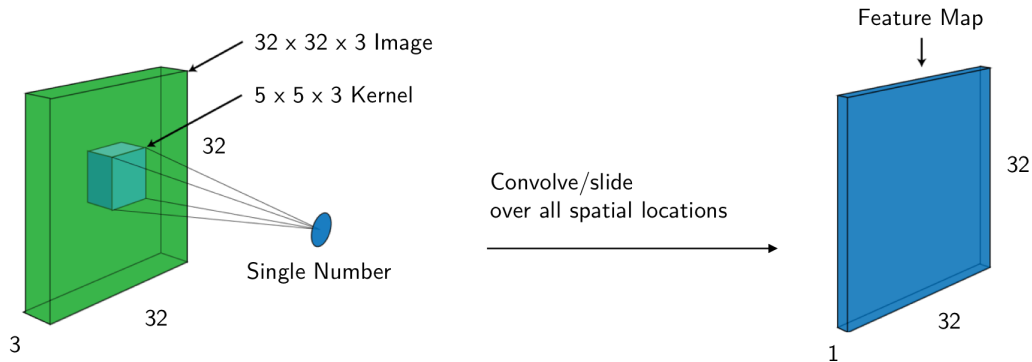 32 x 32 x 3 Image
5 x 5 x 3 Kernel
32
Single Number
32
3
Convolve/slide
over all spatial locations
Feature Map
32
32
1